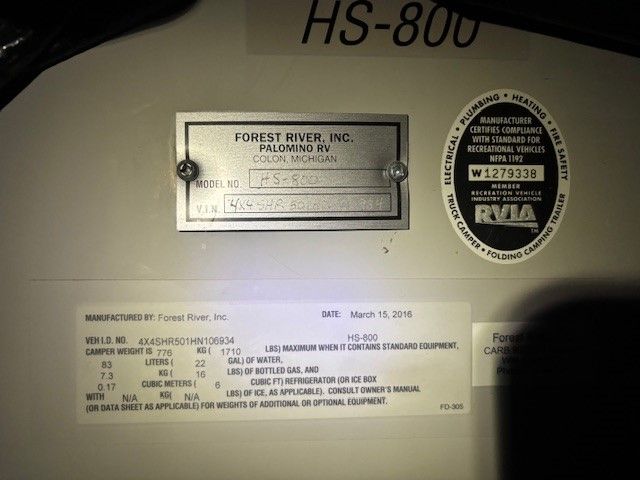 HS-800
FOREST RIVER, INC.
PALOMINO RV
COLON, MICHIGAN
MODEL NO. HS-800
V.I.N. 4X4SHR
ELECTRICAL • PLUMBING • HEATING • FIRE SAFETY
MANUFACTURER
CERTIFIES COMPLIANCE
WITH STANDARD FOR
RECREATIONAL VEHICLES
NFPA 1192
W 1279338
MEMBER
RECREATION VEHICLE
INDUSTRY ASSOCIATION
RVIA
TM
TRUCK CAMPER • FOLDING CAMPING TRAILER
MANUFACTURED BY: Forest River, Inc. DATE: March 15, 2016
VEH I.D. NO. 4X4SHR501HN106934 HS-800
CAMPER WEIGHT IS 776 KG ( 1710 LBS) MAXIMUM WHEN IT CONTAINS STANDARD EQUIPMENT,
83 LITERS ( 22 GAL) OF WATER,
7.3 KG ( 16 LBS) OF BOTTLED GAS, AND
0.17 CUBIC METERS ( 6 CUBIC FT) REFRIGERATOR (OR ICE BOX
WITH N/A KG( N/A LBS) OF ICE, AS APPLICABLE). CONSULT OWNER'S MANUAL
(OR DATA SHEET AS APPLICABLE) FOR WEIGHTS OF ADDITIONAL OR OPTIONAL EQUIPMENT.
FD-305
Forest
CARB